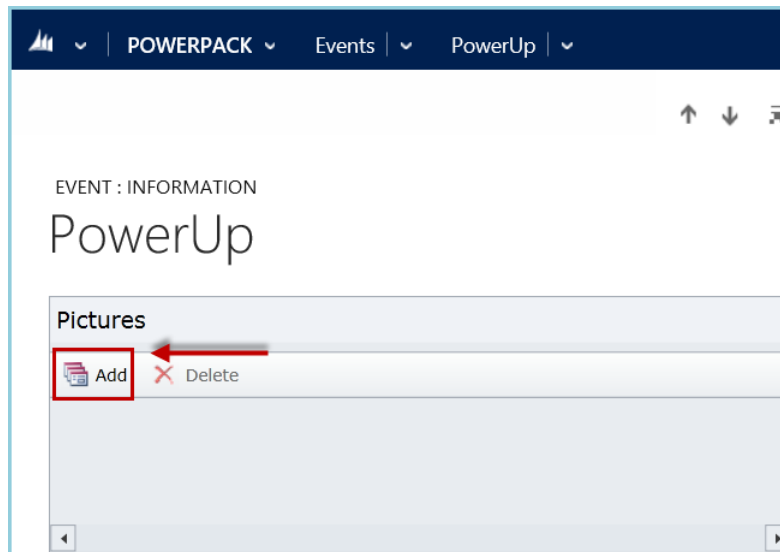 POWERPACK Events PowerUp
EVENT : INFORMATION
PowerUp
Pictures
Add Delete